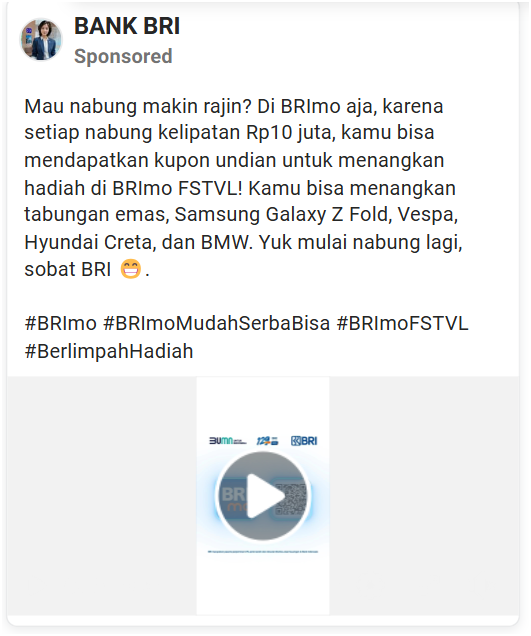 BANK BRI
Sponsored
Mau nabung makin rajin? Di BRImo aja, karena
setiap nabung kelipatan Rp10 juta, kamu bisa
mendapatkan kupon undian untuk menangkan
hadiah di BRImo FSTVL! Kamu bisa menangkan
tabungan emas, Samsung Galaxy Z Fold, Vespa,
Hyundai Creta, dan BMW. Yuk mulai nabung lagi,
sobat BRI 😁.
#BRImo #BRImoMudahSerbaBisa #BRImoFSTVL
#BerlimpahHadiah
BUMN BRI
BRI